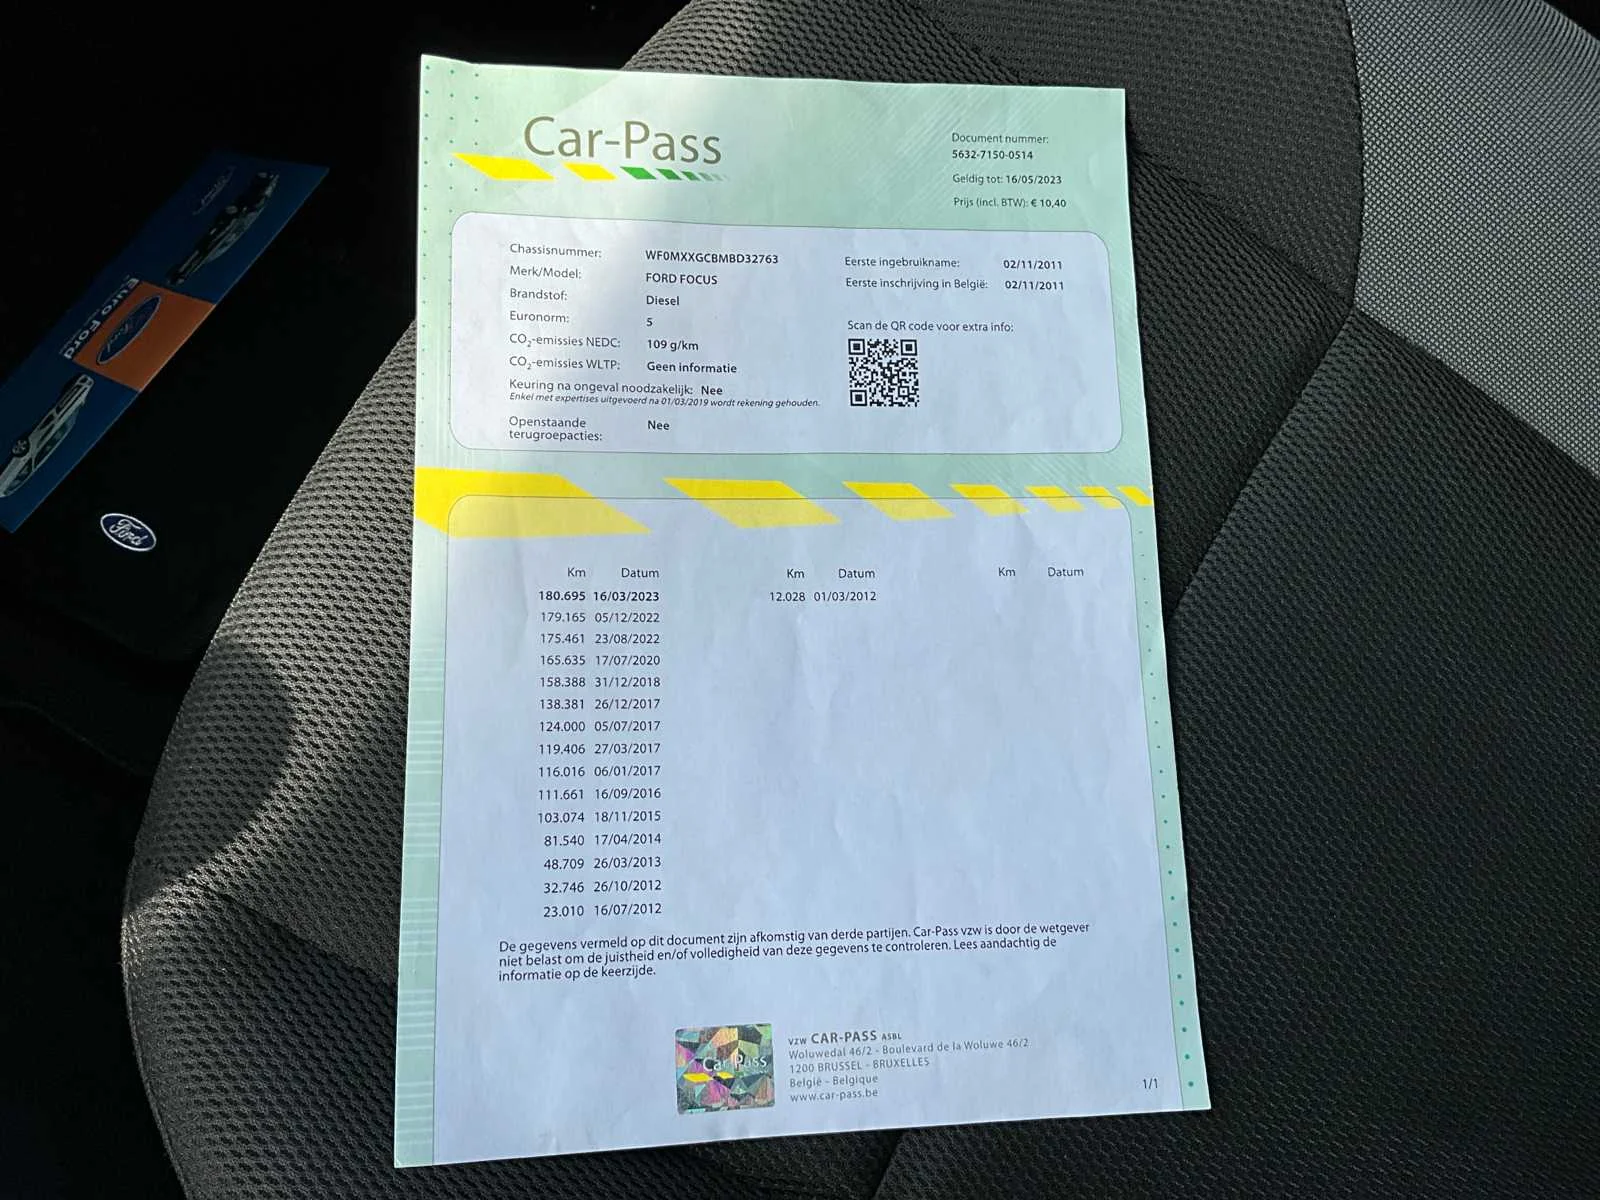 Car-Pass
Document nummer:
5632-7150-0514
Geldig tot: 16/05/2023
Prijs (incl. BTW): € 10,40
Chassisnummer: WF0MXXGCBMBD32763
Merk/Model: FORD FOCUS
Brandstof: Diesel
Euronorm: 5
CO2-emissies NEDC: 109 g/km
CO2-emissies WLTP: Geen informatie
Keuring na ongeval noodzakelijk: Nee
Enkel met expertises uitgevoerd na 01/03/2019 wordt rekening gehouden.
Openstaande
terugroepacties: Nee
Eerste ingebruikname: 02/11/2011
Eerste inschrijving in België: 02/11/2011
Scan de QR code voor extra info:
Km Datum
180.695 16/03/2023
179.165 05/12/2022
175.461 23/08/2022
165.635 17/07/2020
158.388 31/12/2018
138.381 26/12/2017
124.000 05/07/2017
119.406 27/03/2017
116.016 06/01/2017
111.661 16/09/2016
103.074 18/11/2015
81.540 17/04/2014
48.709 26/03/2013
32.746 26/10/2012
23.010 16/07/2012
Km Datum
12.028 01/03/2012
Km Datum
De gegevens vermeld op dit document zijn afkomstig van derde partijen. Car-Pass vzw is door de wetgever
niet belast om de juistheid en/of volledigheid van deze gegevens te controleren. Lees aandachtig de
informatie op de keerzijde.
Car-Pass
VZW CAR-PASS ASBL
Woluwedal 46/2 - Boulevard de la Woluwe 46/2
1200 BRUSSEL - BRUXELLES
België - Belgique
www.car-pass.be
1/1
Euro Ford
Ford
Ford